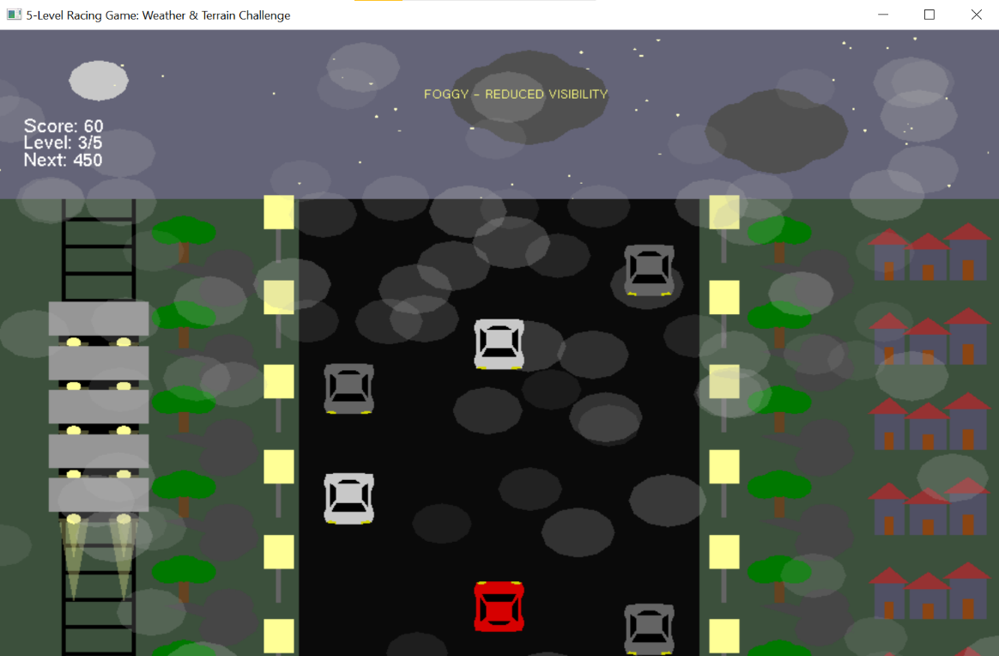 5-Level Racing Game: Weather & Terrain Challenge
FOGGY - REDUCED VISIBILITY
Score: 60
Level: 3/5
Next: 450